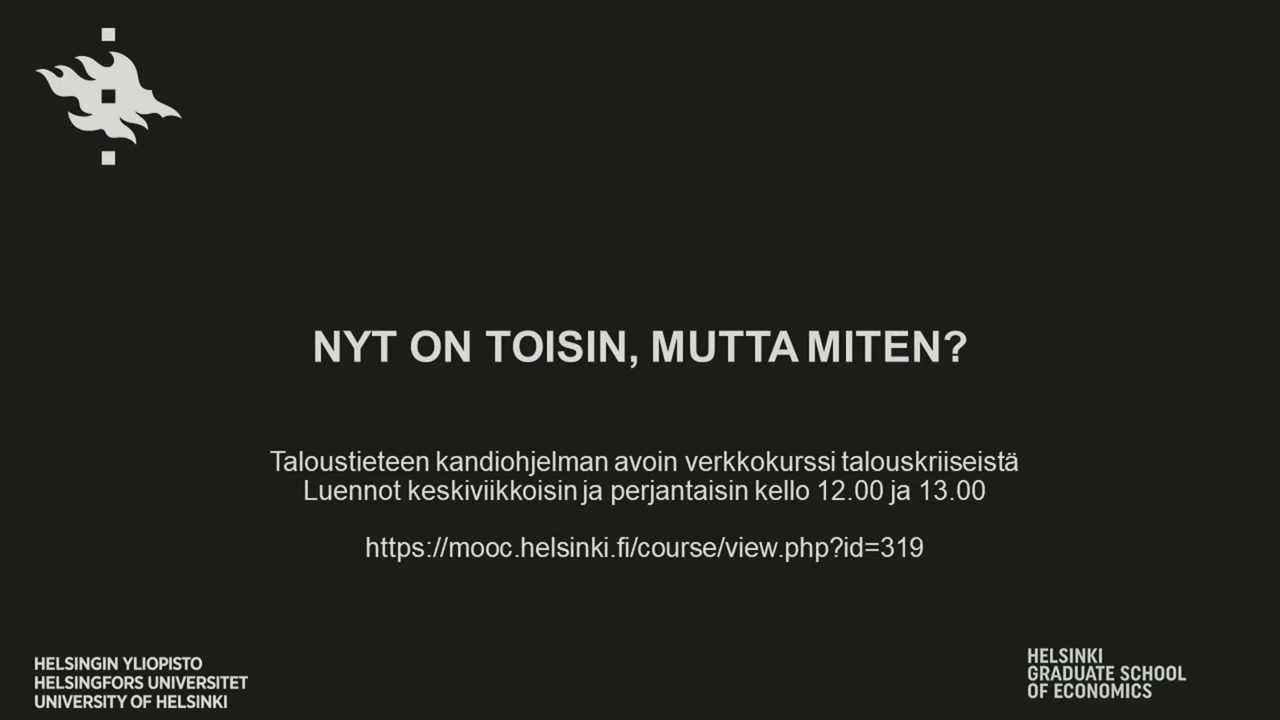 NYT ON TOISIN, MUTTA MITEN?
Taloustieteen kandiohjelman avoin verkkokurssi talouskriiseistä
Luennot keskiviikkoisin ja perjantaisin kello 12.00 ja 13.00
https://mooc.helsinki.fi/course/view.php?id=319
HELSINGIN YLIOPISTO
HELSINGFORS UNIVERSITET
UNIVERSITY OF HELSINKI
HELSINKI
GRADUATE SCHOOL
OF ECONOMICS